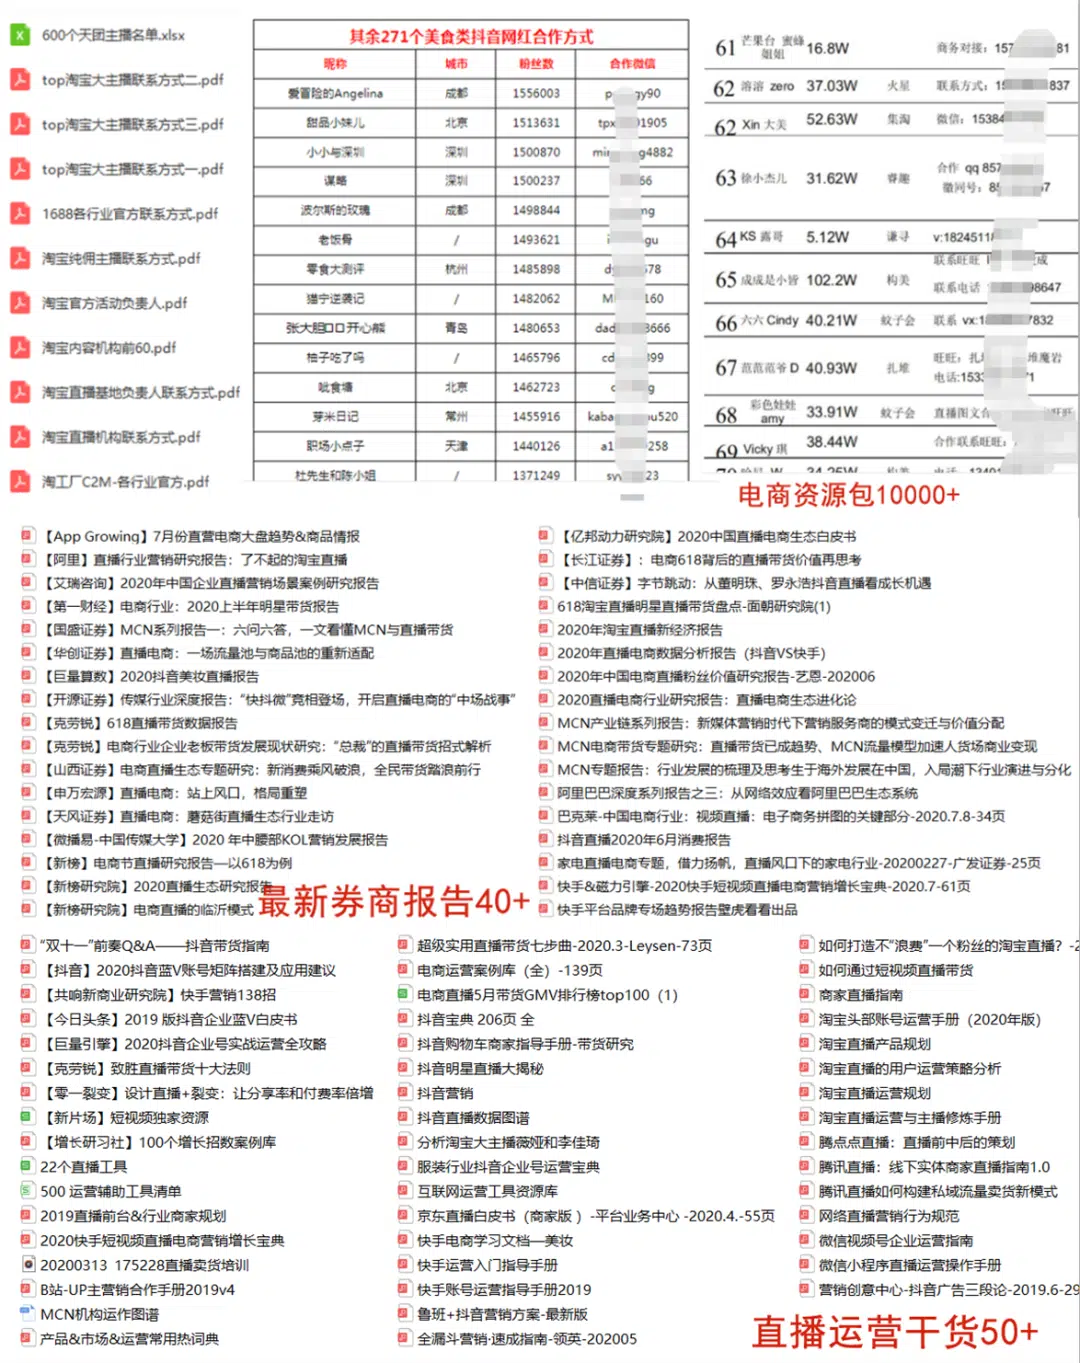 600个天团主播名单.xlsx
top淘宝大主播联系方式二.pdf
top淘宝大主播联系方式三.pdf
top淘宝大主播联系方式一.pdf
1688各行业官方联系方式.pdf
淘宝纯佣主播联系方式.pdf
淘宝官方活动负责人.pdf
淘宝内容机构前60.pdf
淘宝直播基地负责人联系方式.pdf
淘宝直播机构联系方式.pdf
淘工厂C2M-各行业官方.pdf
其余271个美食类抖音网红合作方式
昵称 城市 粉丝数 合作微信
爱冒险的Angelina 成都 1556003
甜品小妹儿 北京 1513631
小小与深圳 深圳 1500870
谋略 深圳 1500237
波尔斯的玫瑰 成都 1498844
老饭骨 / 1493621
零食大测评 杭州 1485898
猫宁逆袭记 / 1482062
张大胆口口开心熊 青岛 1480653
柚子吃了吗 / 1465796
呲食塘 北京 1462723
芽米日记 常州 1455916
职场小点子 天津 1440126
杜先生和陈小姐 / 1371249
61 芒果台 蜜蜂姐姐 16.8W 商务对接：
62 溶溶 zero 37.03W 火星 联系方式：
62 Xin 大美 52.63W 集淘 微信：15384
63 徐小杰儿 31.62W 睿趣 合作 qq 857
徽同号：
64 KS 嘉哥 5.12W 谦寻 v:1824511
65 成成是小皆 102.2W 构美 联系旺旺
联系电话
66 六六 Cindy 40.21W 蚊子会 联系 vx:
67 范范范爷 D 40.93W 扎堆 旺旺：
电话:
68 彩色娃娃 amy 33.91W 蚊子会 直播图文合
69 Vicky 琪 38.44W 合作联系旺旺：
电商资源包10000+
【App Growing】7月份直营电商大盘趋势&商品情报
【阿里】直播行业营销研究报告：了不起的淘宝直播
【艾瑞咨询】2020年中国企业直播营销场景案例研究报告
【第一财经】电商行业：2020上半年明星带货报告
【国盛证券】MCN系列报告一：六问六答，一文看懂MCN与直播带货
【华创证券】直播电商：一场流量池与商品池的重新适配
【巨量算数】2020抖音美妆直播报告
【开源证券】传媒行业深度报告：“快抖微”竞相登场，开启直播电商的“中场战事”
【克劳锐】618直播带货数据报告
【克劳锐】电商行业企业老板带货发展现状研究：“总裁”的直播带货招式解析
【山西证券】电商直播生态专题研究：新消费乘风破浪，全民带货踏浪前行
【申万宏源】直播电商：站上风口，格局重塑
【天风证券】直播电商：蘑菇街直播生态行业走访
【微播易-中国传媒大学】2020 年中腰部KOL营销发展报告
【新榜】电商节直播研究报告—以618为例
【新榜研究院】2020直播生态研究报告
【新榜研究院】电商直播的临沂模式
最新券商报告40+
【亿邦动力研究院】2020中国直播电商生态白皮书
【长江证券】：电商618背后的直播带货价值再思考
【中信证券】字节跳动：从董明珠、罗永浩抖音直播看成长机遇
618淘宝直播明星直播带货盘点-面朝研究院(1)
2020年淘宝直播新经济报告
2020年直播电商数据分析报告（抖音VS快手）
2020年中国电商直播粉丝价值研究报告-艺恩-202006
2020直播电商行业研究报告：直播电商生态进化论
MCN产业链系列报告：新媒体营销的时代下营销服务商的模式变迁与价值分配
MCN电商带货专题研究：直播带货已成趋势、MCN流量模型加速人货场商业变现
MCN专题报告：行业发展的梳理及思考生于海外发展在中国，入局潮下行业演进与分化
阿里巴巴深度系列报告之三：从网络效应看阿里巴巴生态系统
巴克莱-中国电商行业：视频直播：电子商务拼图的关键部分-2020.7.8-34页
抖音直播2020年6月消费报告
家电直播电商专题，借力扬帆，直播风口下的家电行业-20200227-广发证券-25页
快手&磁力引擎-2020快手短视频直播电商营销增长宝典-2020.7-61页
快手平台品牌专场趋势报告壁虎看看出品
“双十一”前奏Q&A——抖音带货指南
【抖音】2020抖音蓝V账号矩阵搭建及应用建议
【共响新商业研究院】快手营销138招
【今日头条】2019 版抖音企业蓝V白皮书
【巨量引擎】2020抖音企业号实战运营全攻略
【克劳锐】致胜直播带货十大法则
【零一裂变】设计直播+裂变：让分享率和付费率倍增
【新片场】短视频独家资源
【增长研习社】100个增长招数案例库
22个直播工具
500 运营辅助工具清单
2019直播前台&行业商家规划
2020快手短视频直播电商营销增长宝典
20200313 175228直播卖货培训
B站-UP主营销合作手册2019v4
MCN机构运作图谱
产品&市场&运营常用热词典
超级实用直播带货七步曲-2020.3-Leysen-73页
电商运营案例库（全）-139页
电商直播5月带货GMV排行榜top100（1）
抖音宝典 206页 全
抖音购物车商家指导手册-带货研究
抖音明星直播大揭秘
抖音营销
抖音直播数据图谱
分析淘宝大主播薇娅和李佳琦
服装行业抖音企业号运营宝典
互联网运营工具资源库
京东直播白皮书（商家版）-平台业务中心 -2020.4.-55页
快手电商学习文档—美妆
快手运营入门指导手册
快手账号运营指导手册2019
鲁班+抖音营销方案-最新版
全漏斗营销-速成指南-领英-202005
如何打造不“浪费”一个粉丝的淘宝直播？-2
如何通过短视频直播带货
商家直播指南
淘宝头部账号运营手册（2020年版）
淘宝直播产品规划
淘宝直播的用户运营策略分析
淘宝直播运营规划
淘宝直播运营与主播修炼手册
腾点点直播：直播前中后的策划
腾讯直播：线下实体商家直播指南1.0
腾讯直播如何构建私域流量卖货新模式
网络直播营销行为规范
微信视频号企业运营指南
微信小程序直播运营操作手册
营销创意中心-抖音广告三段论-2019.6-29
直播运营干货50+